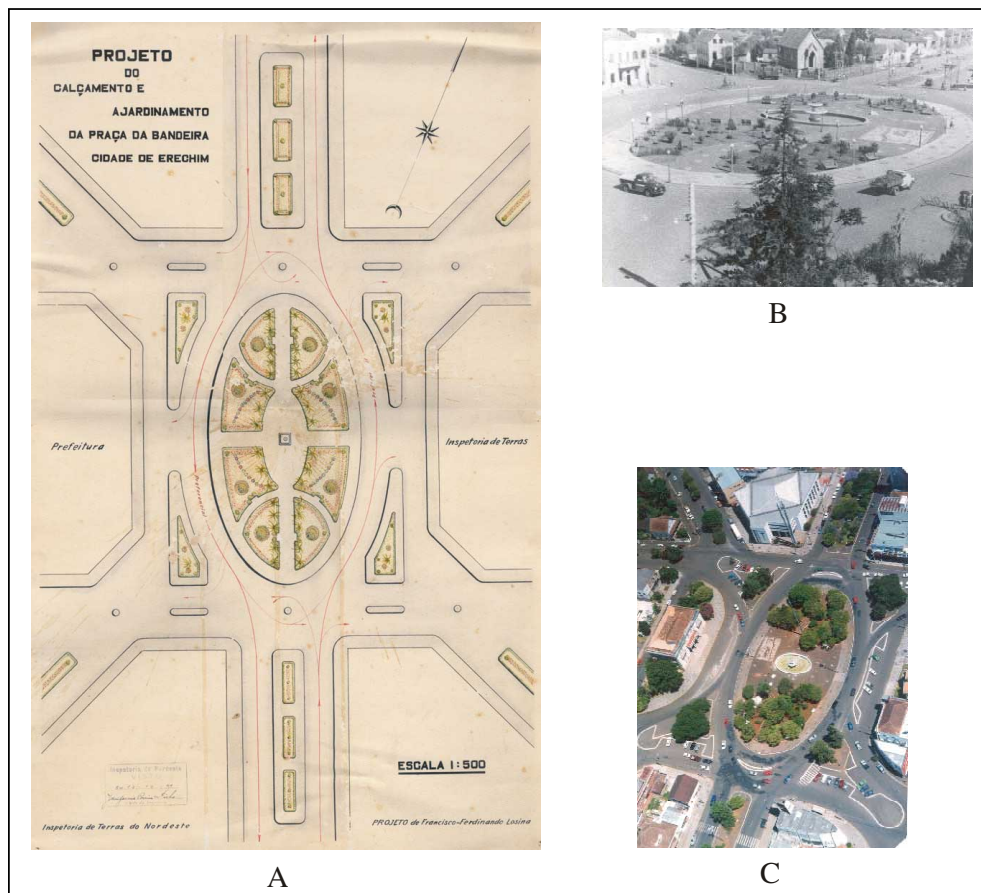 PROJETO
DO
CALÇAMENTO E
AJARDINAMENTO
DA PRAÇA DA BANDEIRA
CIDADE DE ERECHIM
Prefeitura
Inspetoria de Terras
ESCALA 1:500
Inspetoria de Terras do Nordeste
PROJETO de Francisco-Ferdinando Losina
A
B
C